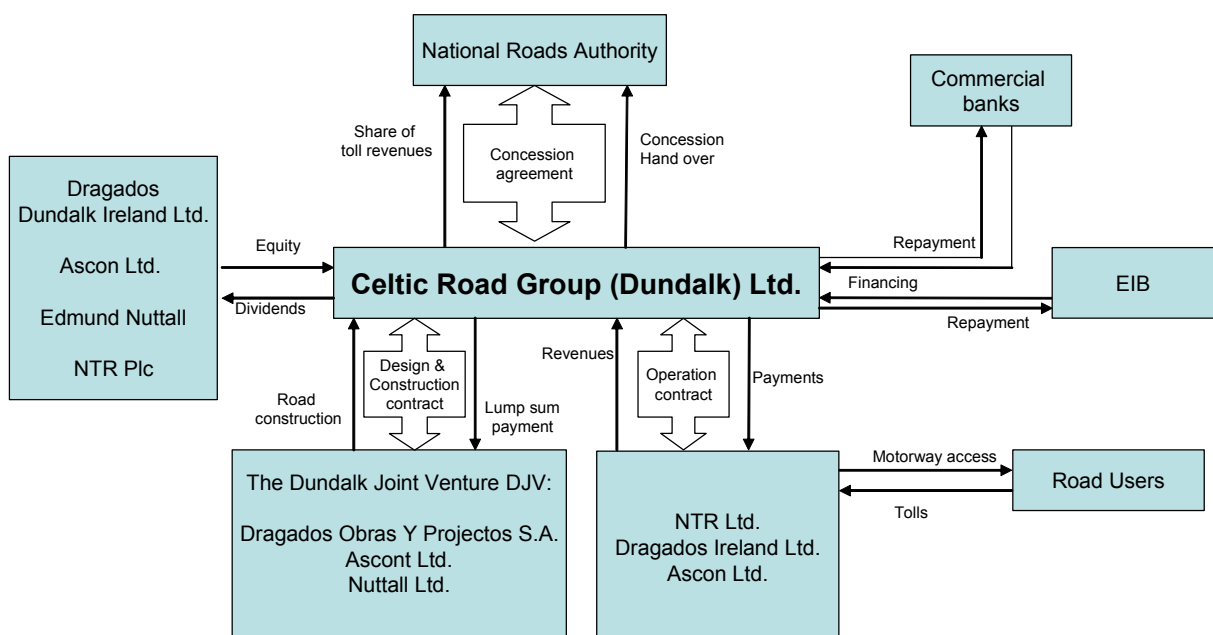 National Roads Authority
Commercial
banks
Share of
toll revenues
Concession
agreement
Concession
Hand over
Dragados
Dundalk Ireland Ltd.
Ascon Ltd.
Edmund Nuttall
NTR Plc
Equity
Dividends
Celtic Road Group (Dundalk) Ltd.
Repayment
Financing
Repayment
EIB
Road
construction
Design &
Construction
contract
Lump sum
payment
Revenues
Operation
contract
Payments
The Dundalk Joint Venture DJV:
Dragados Obras Y Projectos S.A.
Ascont Ltd.
Nuttall Ltd.
NTR Ltd.
Dragados Ireland Ltd.
Ascon Ltd.
Motorway access
Tolls
Road Users